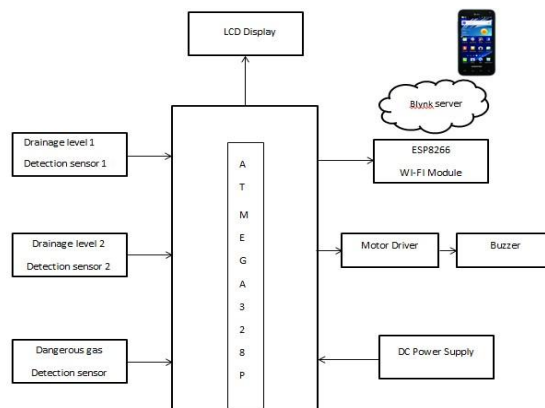 LCD Display
Blynk server
Drainage level 1
Detection sensor 1
ESP8266
WI-FI Module
Drainage level 2
Detection sensor 2
Motor Driver
Buzzer
Dangerous gas
Detection sensor
DC Power Supply
A
T
M
E
G
A
3
2
8
P